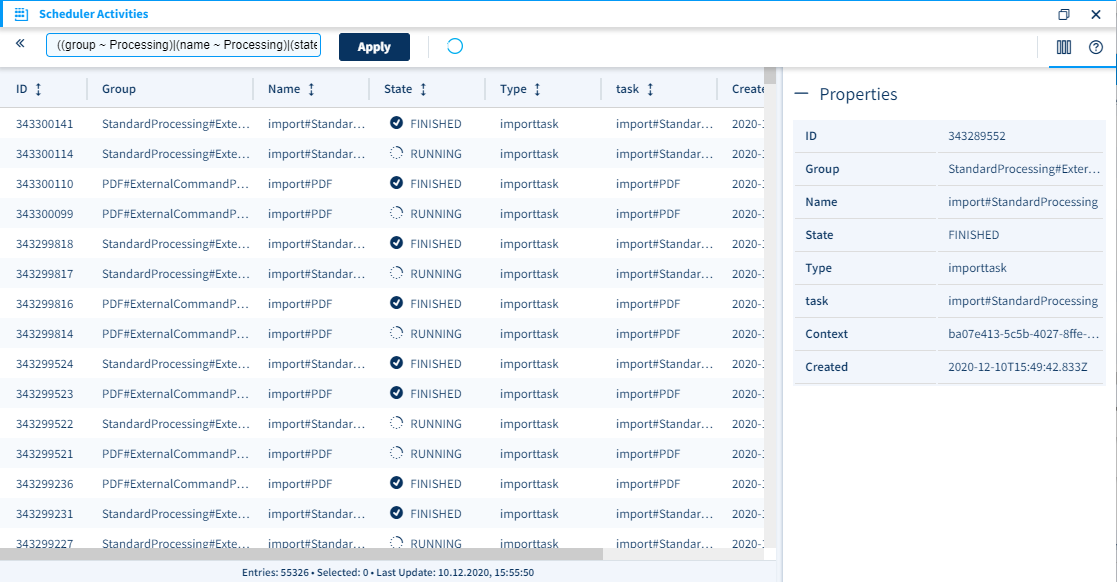 Scheduler Activities
((group ~ Processing)|(name ~ Processing)|(state
Apply
ID Group Name State Type task Create
343300141 StandardProcessing#Exte... import#Standar... FINISHED importtask import#Standar... 2020-1
343300114 StandardProcessing#Exte... import#Standar... RUNNING importtask import#Standar... 2020-1
343300110 PDF#ExternalCommandP... import#PDF FINISHED importtask import#PDF 2020-1
343300099 PDF#ExternalCommandP... import#PDF RUNNING importtask import#PDF 2020-1
343299818 StandardProcessing#Exte... import#Standar... FINISHED importtask import#Standar... 2020-1
343299817 StandardProcessing#Exte... import#Standar... RUNNING importtask import#Standar... 2020-1
343299816 PDF#ExternalCommandP... import#PDF FINISHED importtask import#PDF 2020-1
343299814 PDF#ExternalCommandP... import#PDF RUNNING importtask import#PDF 2020-1
343299524 StandardProcessing#Exte... import#Standar... FINISHED importtask import#Standar... 2020-1
343299523 PDF#ExternalCommandP... import#PDF FINISHED importtask import#PDF 2020-1
343299522 StandardProcessing#Exte... import#Standar... RUNNING importtask import#Standar... 2020-1
343299521 PDF#ExternalCommandP... import#PDF RUNNING importtask import#PDF 2020-1
343299236 PDF#ExternalCommandP... import#PDF FINISHED importtask import#PDF 2020-1
343299231 StandardProcessing#Exte... import#Standar... FINISHED importtask import#Standar... 2020-1
343299227 StandardProcessing#Exte... import#Standar... RUNNING importtask import#Standar... 2020-1
Entries: 55326 • Selected: 0 • Last Update: 10.12.2020, 15:55:50
Properties
ID 343289552
Group StandardProcessing#Exter...
Name import#StandardProcessing
State FINISHED
Type importtask
task import#StandardProcessing
Context ba07e413-5c5b-4027-8ffe-...
Created 2020-12-10T15:49:42.833Z